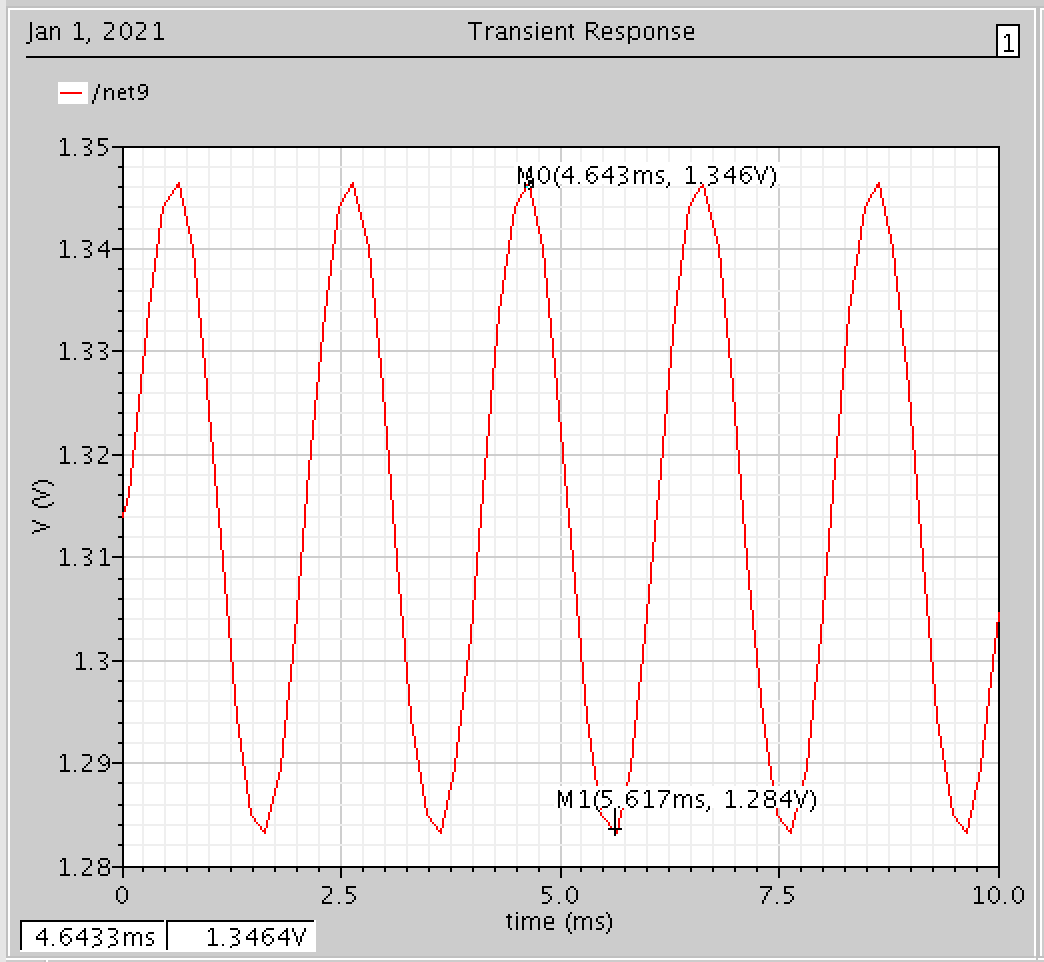 Jan 1, 2021
Transient Response
1
/net9
1.35
M0(4.643ms, 1.346V)
1.34
1.33
1.32
V (V)
1.31
1.3
1.29
M1(5.617ms, 1.284V)
1.28
0 2.5 5.0 7.5 10.0
time (ms)
4.6433ms 1.3464V